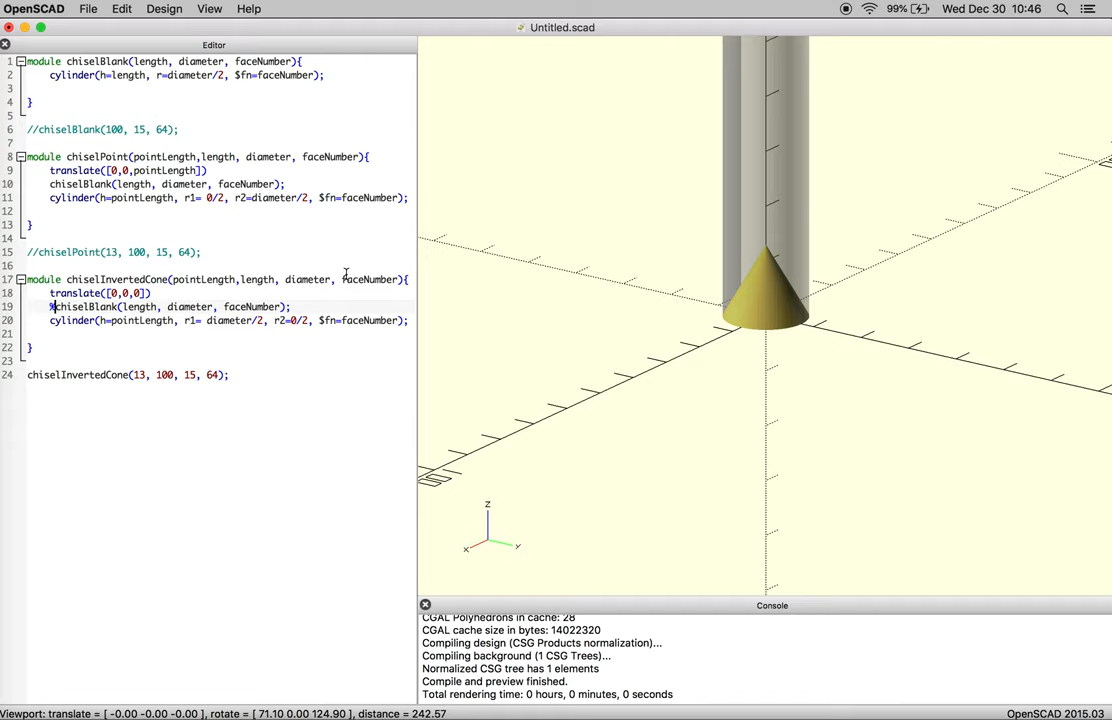 OpenSCAD File Edit Design View Help 99% Wed Dec 30 10:46
Untitled.scad
Editor
1 module chiselBlank(length, diameter, faceNumber){
2 cylinder(h=length, r=diameter/2, $fn=faceNumber);
3
4 }
5
6 //chiselBlank(100, 15, 64);
7
8 module chiselPoint(pointLength,length, diameter, faceNumber){
9 translate([0,0,pointLength])
10 chiselBlank(length, diameter, faceNumber);
11 cylinder(h=pointLength, r1= 0/2, r2=diameter/2, $fn=faceNumber);
12
13 }
14
15 //chiselPoint(13, 100, 15, 64);
16
17 module chiselInvertedCone(pointLength,length, diameter, faceNumber){
18 translate([0,0,0])
19 %chiselBlank(length, diameter, faceNumber);
20 cylinder(h=pointLength, r1= diameter/2, r2=0/2, $fn=faceNumber);
21
22 }
23
24 chiselInvertedCone(13, 100, 15, 64);
Z
X
Y
Console
CGAL Polyhedrons in cache: 28
CGAL cache size in bytes: 14022320
Compiling design (CSG Products normalization)...
Compiling background (1 CSG Trees)...
Normalized CSG tree has 1 elements
Compile and preview finished.
Total rendering time: 0 hours, 0 minutes, 0 seconds
Viewport: translate = [ -0.00 -0.00 -0.00 ], rotate = [ 71.10 0.00 124.90 ], distance = 242.57 OpenSCAD 2015.03